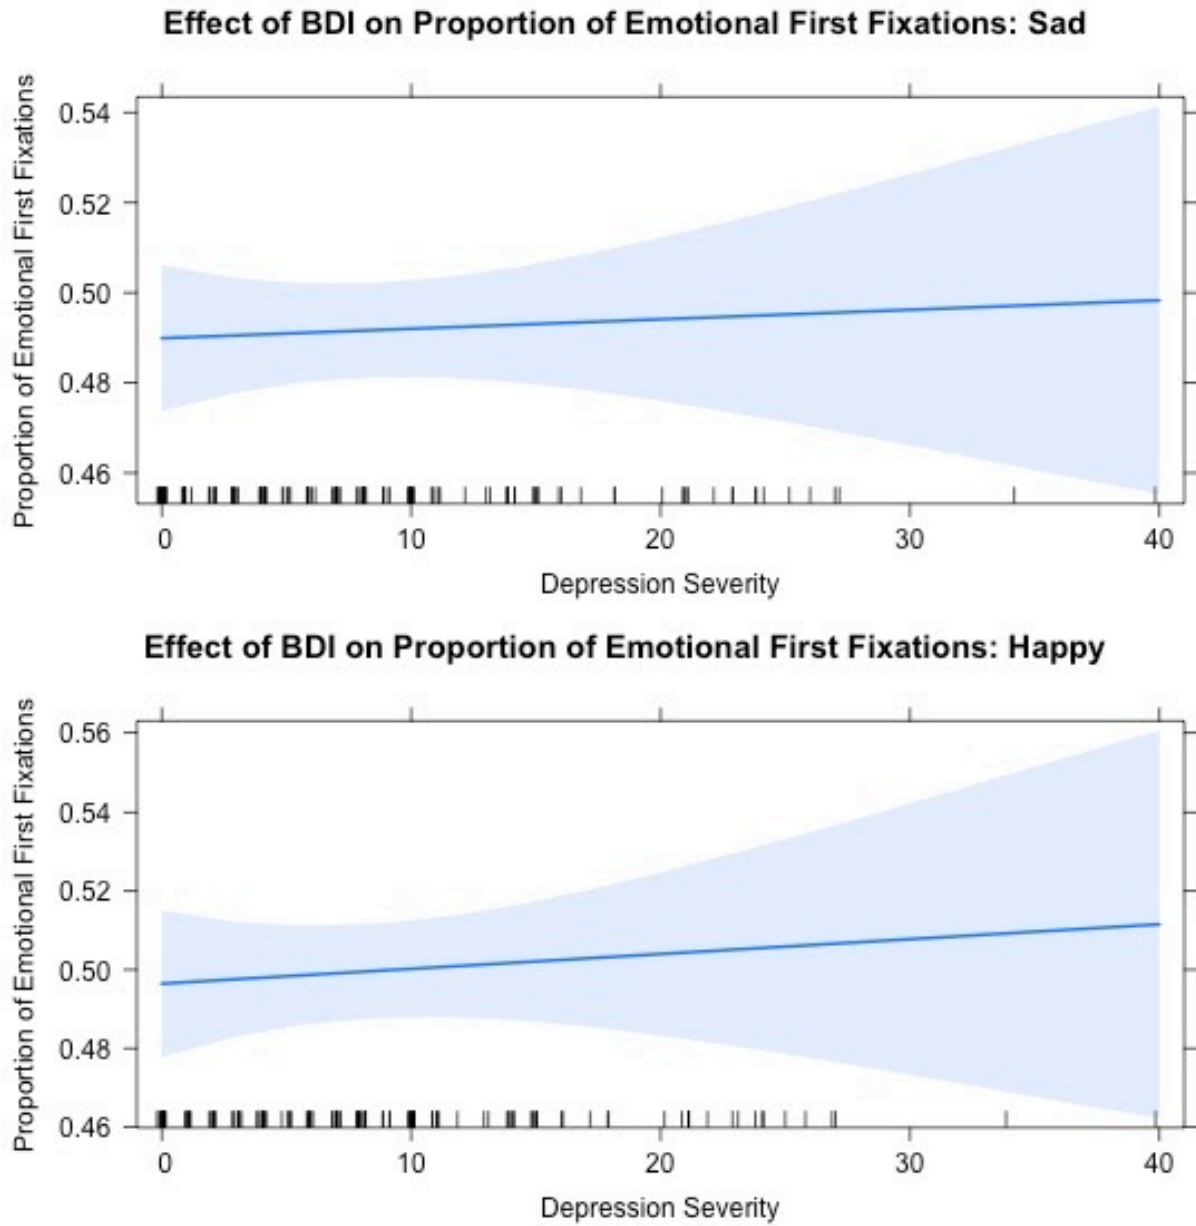 Effect of BDI on Proportion of Emotional First Fixations: Sad
Proportion of Emotional First Fixations
0.54
0.52
0.50
0.48
0.46
0 10 20 30 40
Depression Severity
Effect of BDI on Proportion of Emotional First Fixations: Happy
Proportion of Emotional First Fixations
0.56
0.54
0.52
0.50
0.48
0.46
0 10 20 30 40
Depression Severity